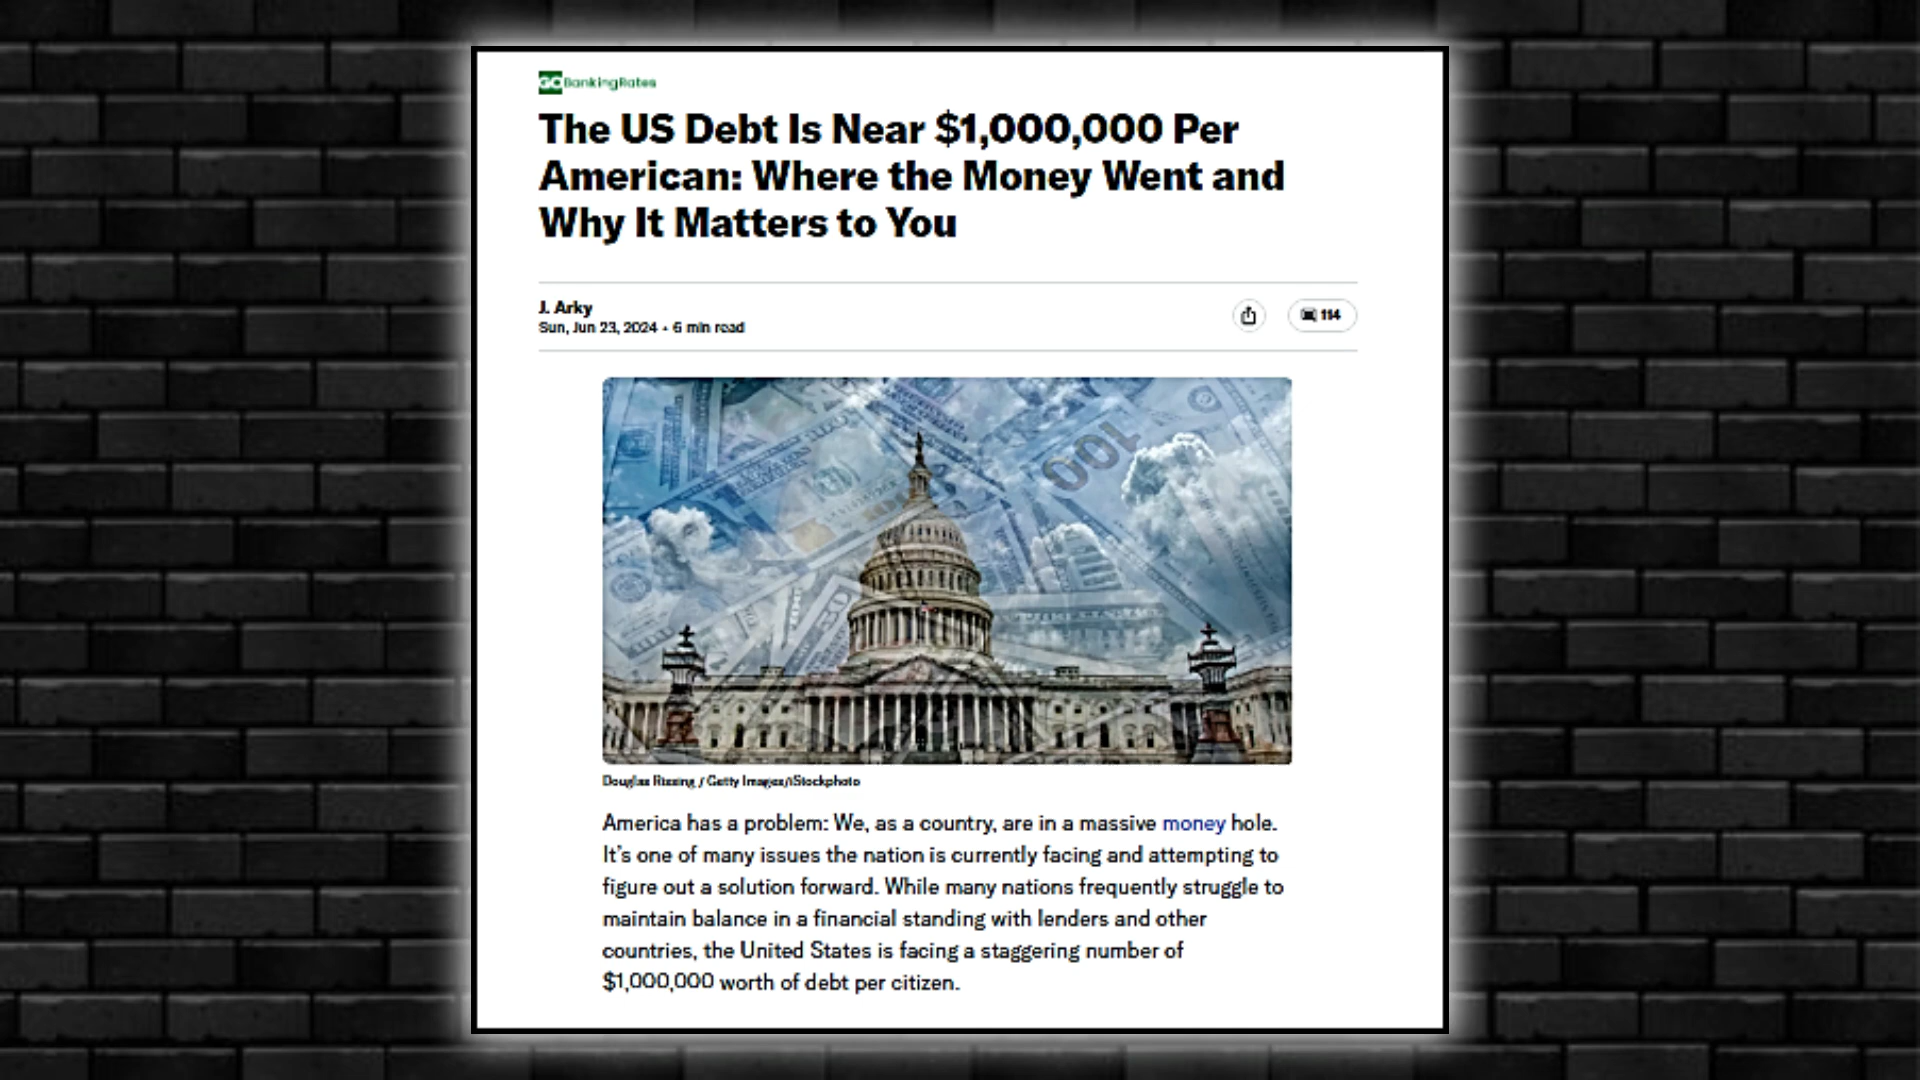 GOBankingRates
The US Debt Is Near $1,000,000 Per
American: Where the Money Went and
Why It Matters to You
J. Arky
Sun, Jun 23, 2024 • 6 min read
114
100
Douglas Rissing / Getty Images/iStockphoto
America has a problem: We, as a country, are in a massive money hole.
It's one of many issues the nation is currently facing and attempting to
figure out a solution forward. While many nations frequently struggle to
maintain balance in a financial standing with lenders and other
countries, the United States is facing a staggering number of
$1,000,000 worth of debt per citizen.